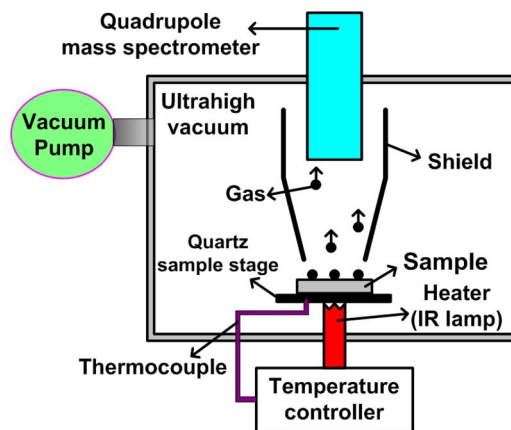 Quadrupole
mass spectrometer
Vacuum
Pump
Ultrahigh
vacuum
Shield
Gas
Quartz
sample stage
Sample
Heater
(IR lamp)
Thermocouple
Temperature
controller